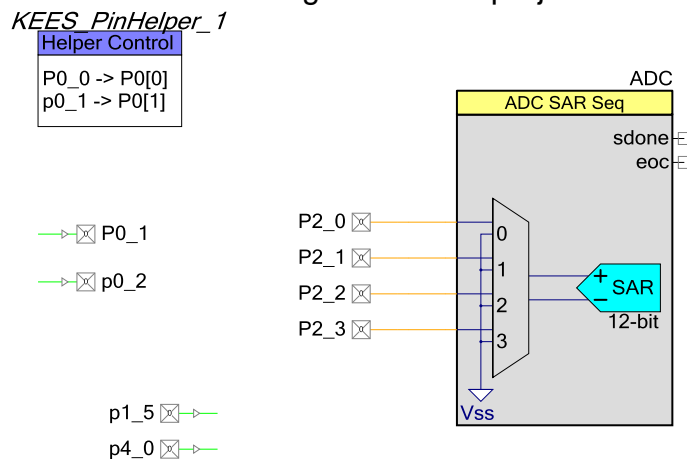 KEES_PinHelper_1
Helper Control
P0_0 -> P0[0]
p0_1 -> P0[1]
ADC
ADC SAR Seq
sdone
eoc
P0_1
p0_2
P2_0
P2_1
P2_2
P2_3
0
1
2
3
+
SAR
−
12-bit
Vss
p1_5
p4_0